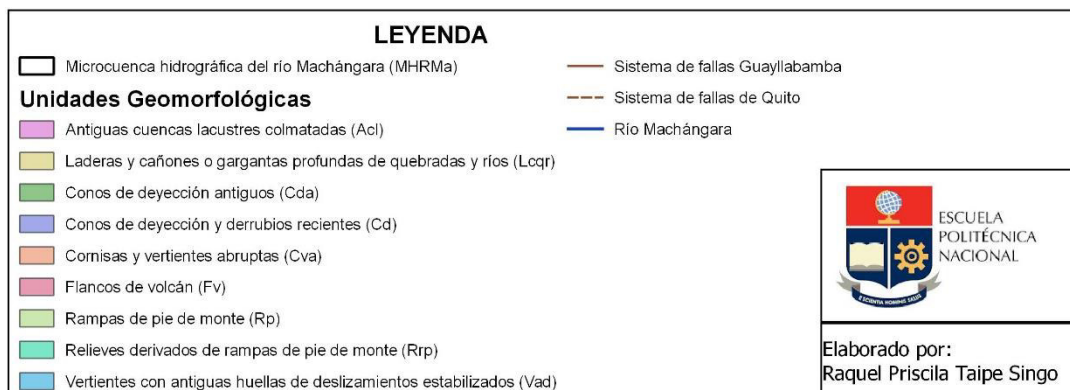 LEYENDA
Microcuenca hidrográfica del río Machángara (MHRMa)
Unidades Geomorfológicas
Antiguas cuencas lacustres colmatadas (Acl)
Laderas y cañones o gargantas profundas de quebradas y ríos (Lcqr)
Conos de deyección antiguos (Cda)
Conos de deyección y derrubios recientes (Cd)
Cornisas y vertientes abruptas (Cva)
Flancos de volcán (Fv)
Rampas de pie de monte (Rp)
Relieves derivados de rampas de pie de monte (Rrp)
Vertientes con antiguas huellas de deslizamientos estabilizados (Vad)
Sistema de fallas Guayllabamba
Sistema de fallas de Quito
Río Machángara
ESCUELA
POLITÉCNICA
NACIONAL
E SCIENTIA HOMINIS SALUS
Elaborado por:
Raquel Priscila Taipe Singo